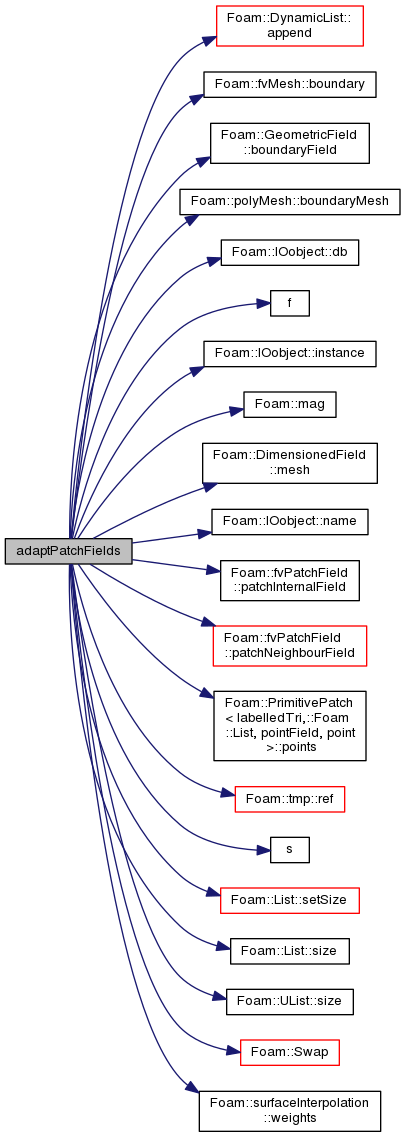 Foam::DynamicList::
append
Foam::fvMesh::boundary
Foam::GeometricField
::boundaryField
Foam::polyMesh::boundaryMesh
Foam::IOobject::db
f
Foam::IOobject::instance
Foam::mag
Foam::DimensionedField
::mesh
Foam::IOobject::name
adaptPatchFields
Foam::fvPatchField
::patchInternalField
Foam::fvPatchField
::patchNeighbourField
Foam::PrimitivePatch
< labelledTri,::Foam
::List, pointField, point
>::points
Foam::tmp::ref
s
Foam::List::setSize
Foam::List::size
Foam::UList::size
Foam::Swap
Foam::surfaceInterpolation
::weights